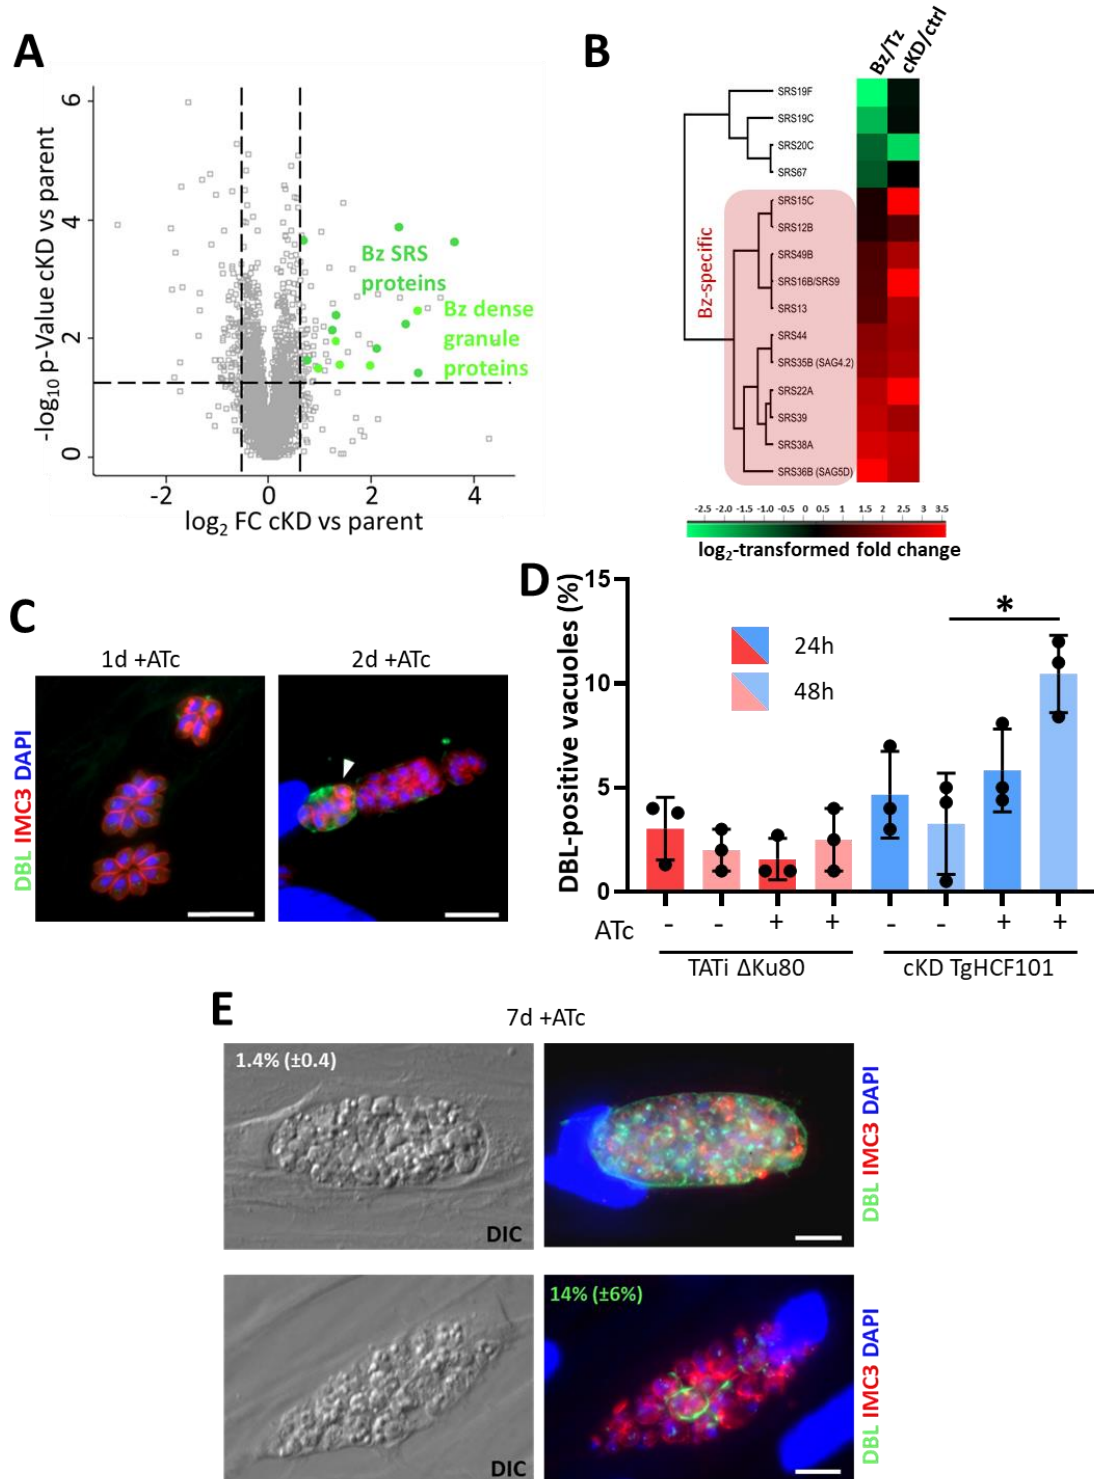 A
-log10 p-Value cKD vs parent
6
4
2
0
Bz SRS
proteins
Bz dense
granule
proteins
-2 0 2 4
log2 FC cKD vs parent
B
Bz/Tz
cKD/ctrl
SRS19F
SRS19C
SRS20C
SRS67
SRS15C
SRS12B
SRS49B
SRS16B/SRS9
SRS13
SRS44
SRS35B (SAG4.2)
SRS22A
SRS39
SRS38A
SRS36B (SAG5D)
Bz-specific
-2.5 -2.0 -1.5 -1.0 0 0.5 1 1.5 2 2.5 3 3.5
log2-transformed fold change
C
1d +ATc
2d +ATc
DBL IMC3 DAPI
D
DBL-positive vacuoles (%)
15
10
5
0
24h
48h
*
ATc - - + + - - + +
TATi ΔKu80
cKD TgHCF101
E
7d +ATc
1.4% (±0.4)
DIC
DBL IMC3 DAPI
14% (±6%)
DIC
DBL IMC3 DAPI